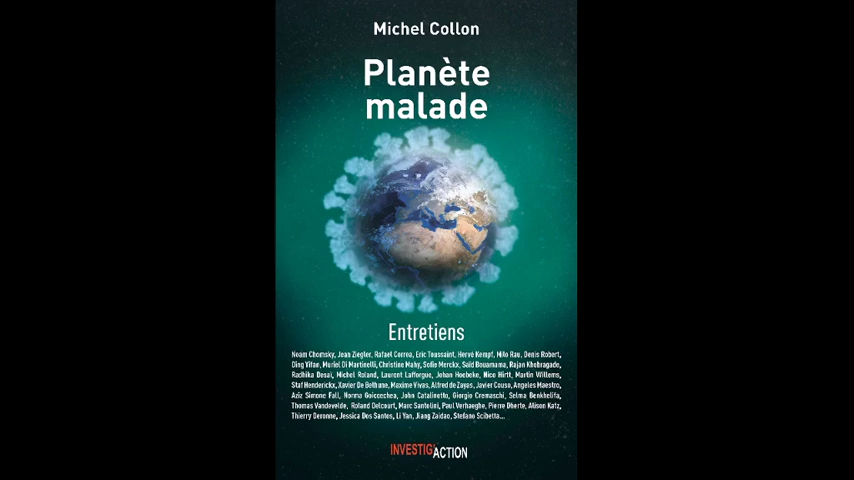 Michel Collon
Planète
malade
Entretiens
Noam Chomsky, Jean Ziegler, Rafael Correa, Eric Toussaint, Hervé Kempf, Milo Rau, Denis Robert,
Ding Yifan, Muriel Di Martinelli, Christine Mahy, Sofie Merckx, Saïd Bouamama, Rajan Khobragade,
Radhika Desai, Michel Roland, Laurent Lafforgue, Johan Hoebeke, Nico Hirtt, Martin Willems,
Staf Henderickx, Xavier De Bethune, Maxime Vivas, Alfred de Zayas, Javier Couso, Angeles Maestro,
Aziz Simone Fall, Norma Goicochea, John Catalinotto, Giorgio Cremaschi, Selma Benkhelifa,
Thomas Vandevelde, Roland Delcourt, Marc Santolini, Paul Verhaeghe, Pierre Dherte, Alison Katz,
Thierry Deronne, Jessica Dos Santos, Li Yan, Jiang Zaidao, Stefano Scibetta...
INVESTIG'ACTION